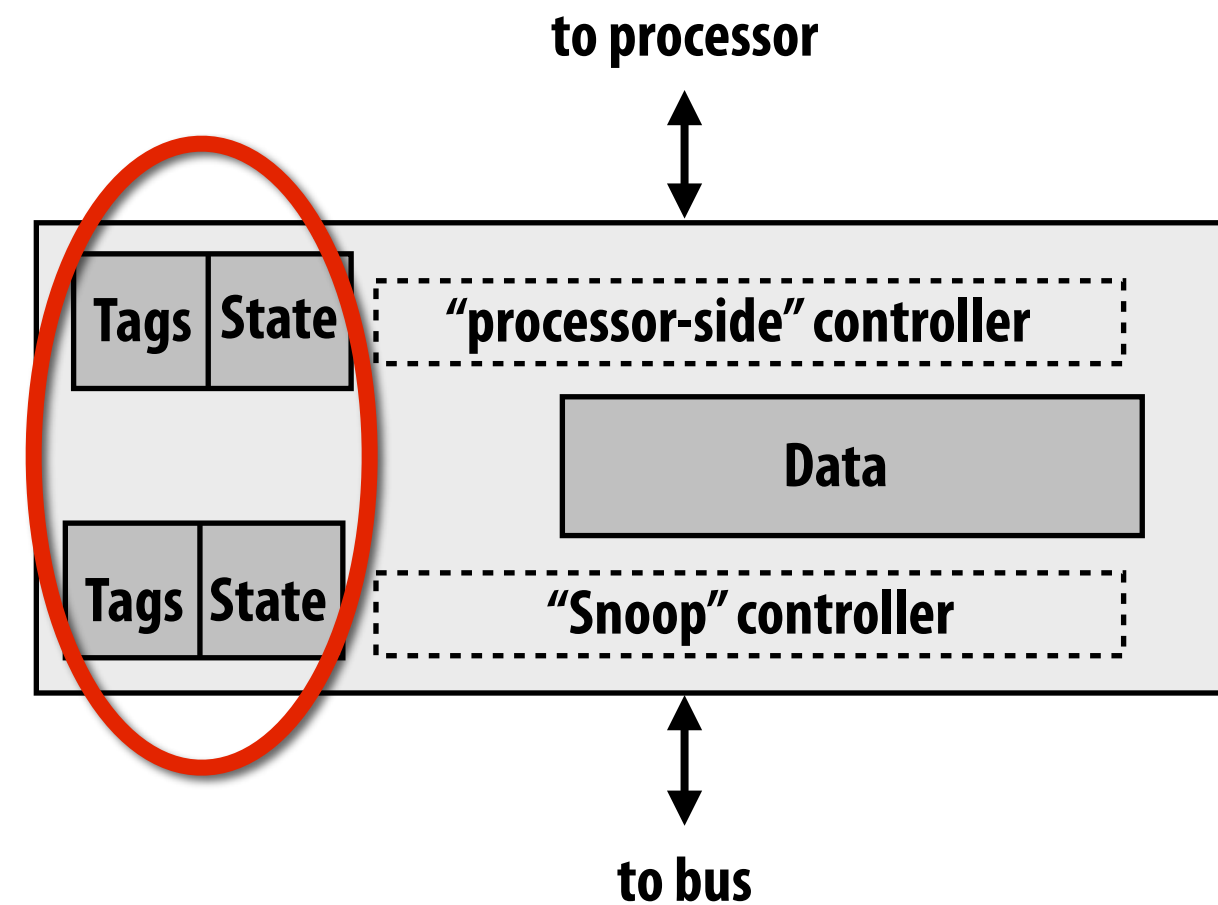 to processor
Tags State “processor-side” controller
Data
Tags State “Snoop” controller
to bus